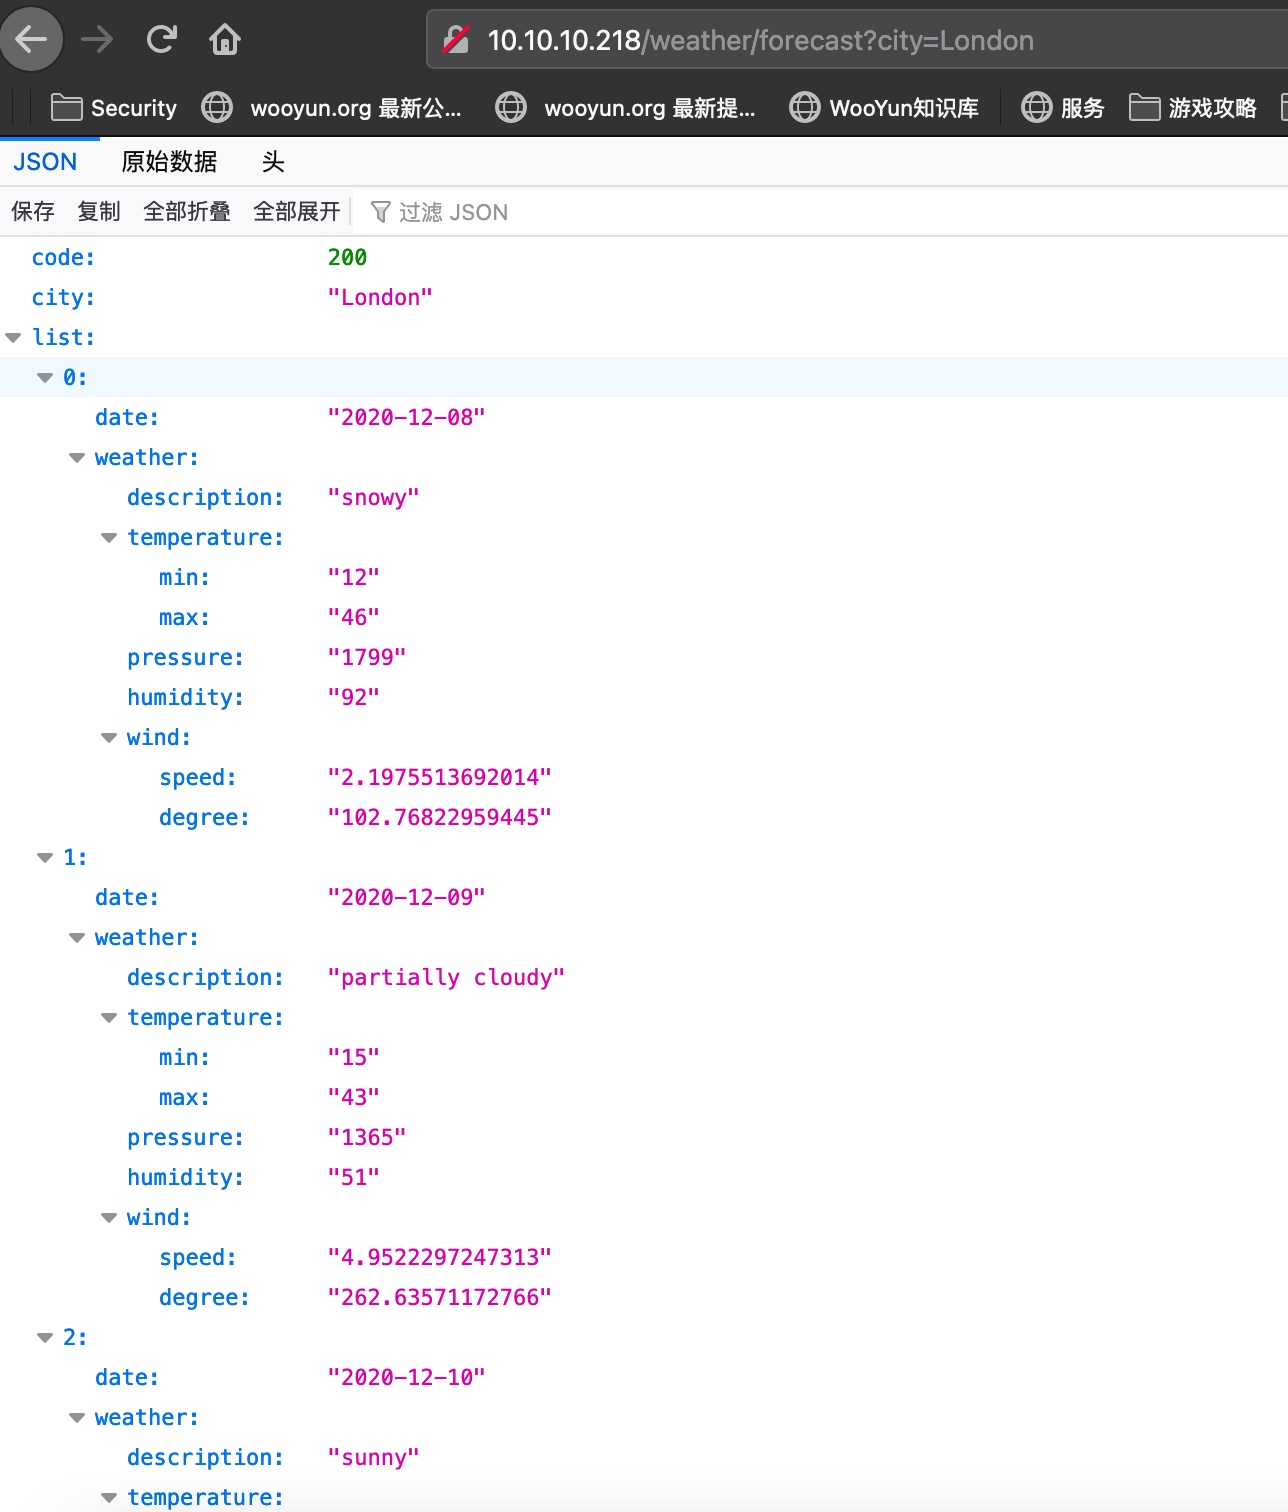 10.10.10.218/weather/forecast?city=London
Security wooyun.org 最新公... wooyun.org 最新提... WooYun知识库 服务 游戏攻略
JSON 原始数据 头
保存 复制 全部折叠 全部展开 过滤 JSON
code: 200
city: "London"
list:
0:
date: "2020-12-08"
weather:
description: "snowy"
temperature:
min: "12"
max: "46"
pressure: "1799"
humidity: "92"
wind:
speed: "2.1975513692014"
degree: "102.76822959445"
1:
date: "2020-12-09"
weather:
description: "partially cloudy"
temperature:
min: "15"
max: "43"
pressure: "1365"
humidity: "51"
wind:
speed: "4.9522297247313"
degree: "262.63571172766"
2:
date: "2020-12-10"
weather:
description: "sunny"
temperature: